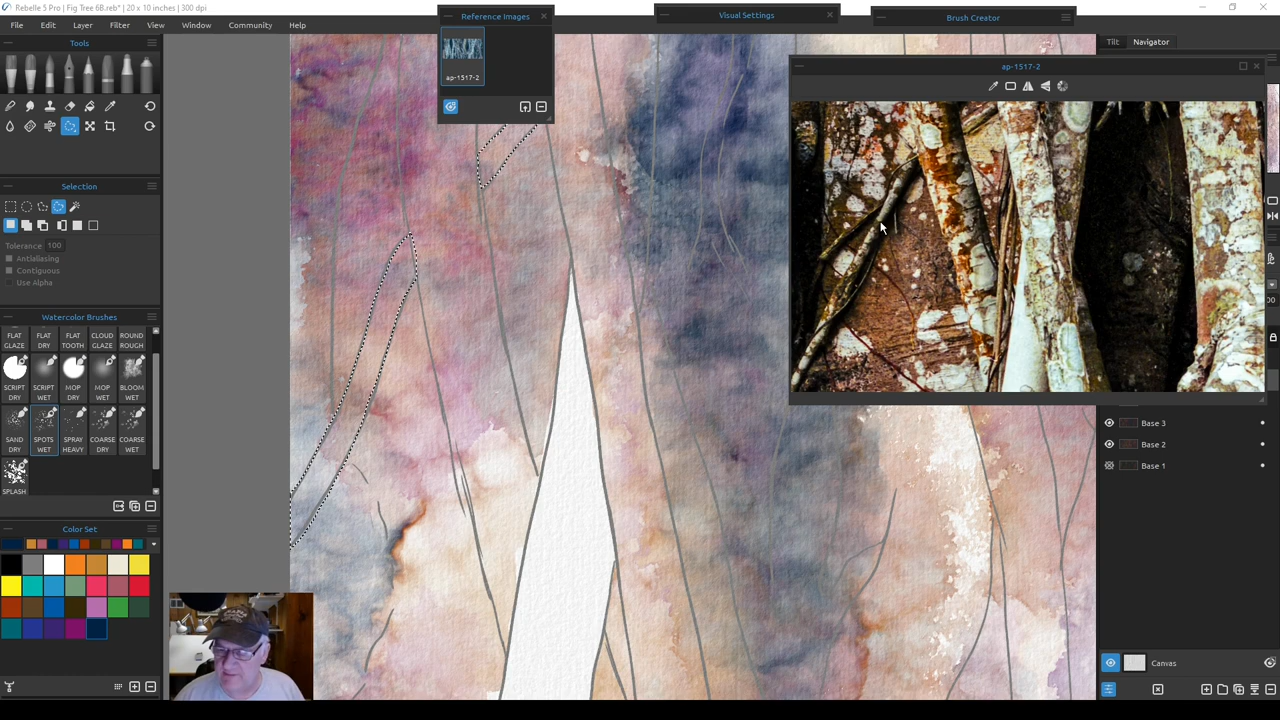 Rebelle 5 Pro | Fig Tree 6B.reb* | 20 x 10 inches | 300 dpi
File Edit Layer Filter View Window Community Help
Tools
Selection
Tolerance 100
Antialiasing
Contiguous
Use Alpha
Watercolor Brushes
FLAT GLAZE
FLAT DRY
FLAT TOOTH
CLOUD GLAZE
ROUND ROUGH
SCRIPT DRY
SCRIPT WET
MOP DRY
MOP WET
BLOOM WET
SAND DRY
SPOTS WET
SPRAY HEAVY
COARSE DRY
COARSE WET
SPLASH
Color Set
Reference Images
ap-1517-2
Visual Settings
Brush Creator
Tilt Navigator
ap-1517-2
Base 3
Base 2
Base 1
Canvas